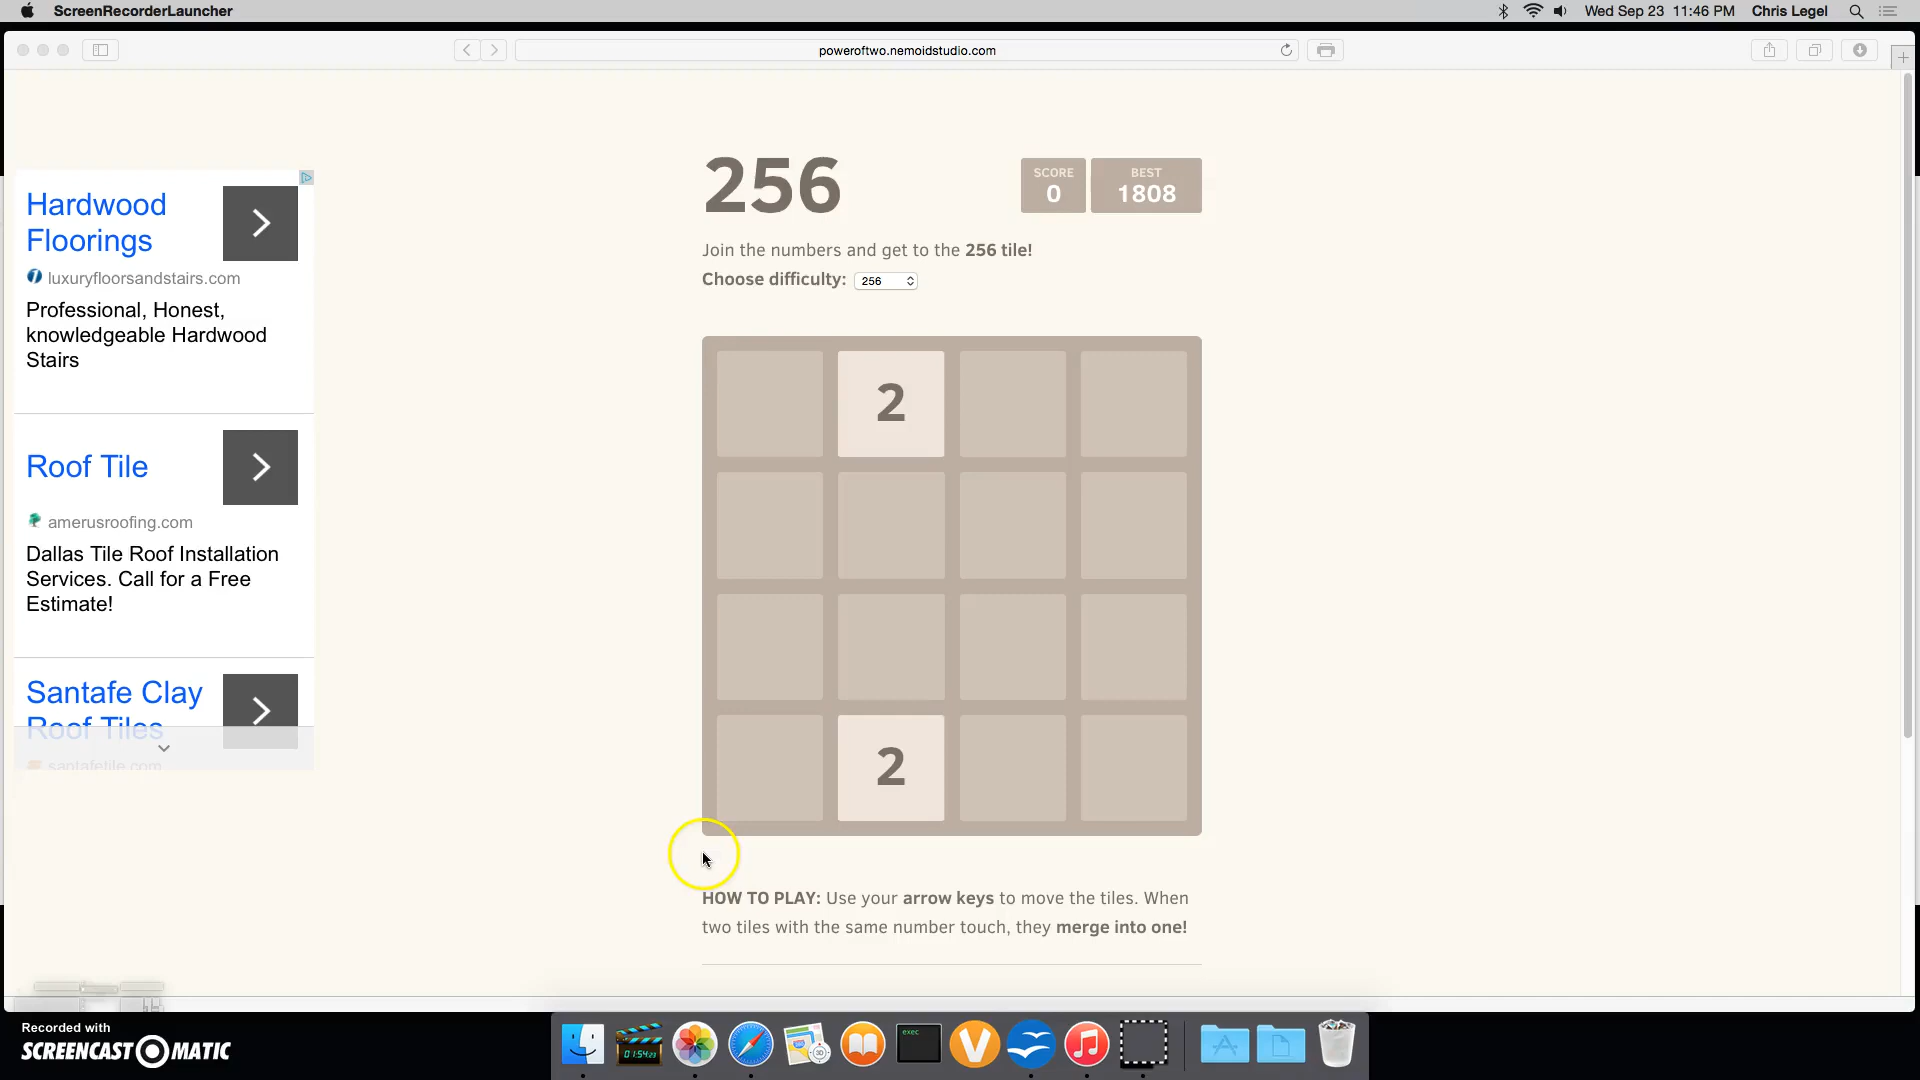 ScreenRecorderLauncher
Wed Sep 23 11:46 PM Chris Legel
poweroftwo.nemoidstudio.com
Hardwood
Floorings
luxuryfloorsandstairs.com
Professional, Honest,
knowledgeable Hardwood
Stairs
Roof Tile
amerusroofing.com
Dallas Tile Roof Installation
Services. Call for a Free
Estimate!
Santafe Clay
Roof Tiles
santafetile.com
256
SCORE
0
BEST
1808
Join the numbers and get to the 256 tile!
Choose difficulty: 256
2
2
HOW TO PLAY: Use your arrow keys to move the tiles. When
two tiles with the same number touch, they merge into one!
Recorded with
SCREENCAST O MATIC
exec